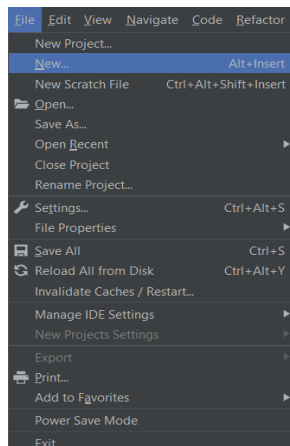 File Edit View Navigate Code Refactor
New Project...
New... Alt+Insert
New Scratch File Ctrl+Alt+Shift+Insert
Open...
Save As...
Open Recent
Close Project
Rename Project...
Settings... Ctrl+Alt+S
File Properties
Save All Ctrl+S
Reload All from Disk Ctrl+Alt+Y
Invalidate Caches / Restart...
Manage IDE Settings
New Projects Settings
Export
Print...
Add to Favorites
Power Save Mode
Exit